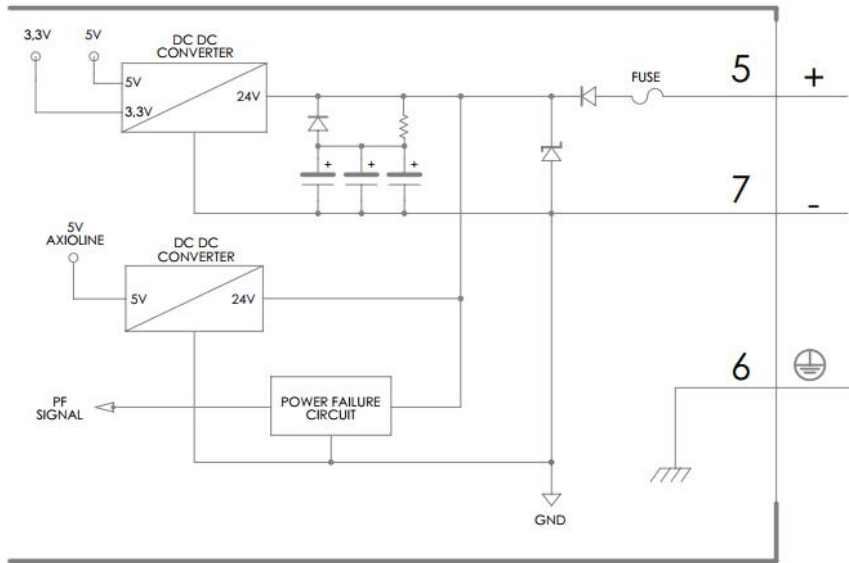 3,3V
5V
DC DC
CONVERTER
5V
3,3V
24V
+
+
+
FUSE
5
+
7
-
5V
AXIOLINE
DC DC
CONVERTER
5V
24V
6
PF
SIGNAL
POWER FAILURE
CIRCUIT
GND